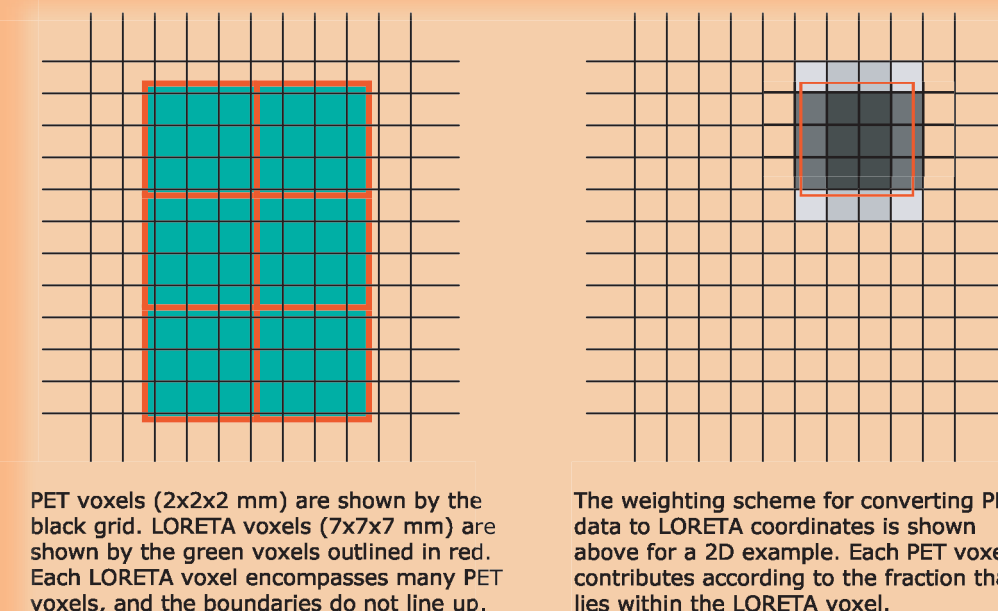 PET voxels (2x2x2 mm) are shown by the
black grid. LORETA voxels (7x7x7 mm) are
shown by the green voxels outlined in red.
Each LORETA voxel encompasses many PET
voxels, and the boundaries do not line up.
The weighting scheme for converting
data to LORETA coordinates is shown
above for a 2D example. Each PET
contributes according to the fraction
lies within the LORETA voxel.